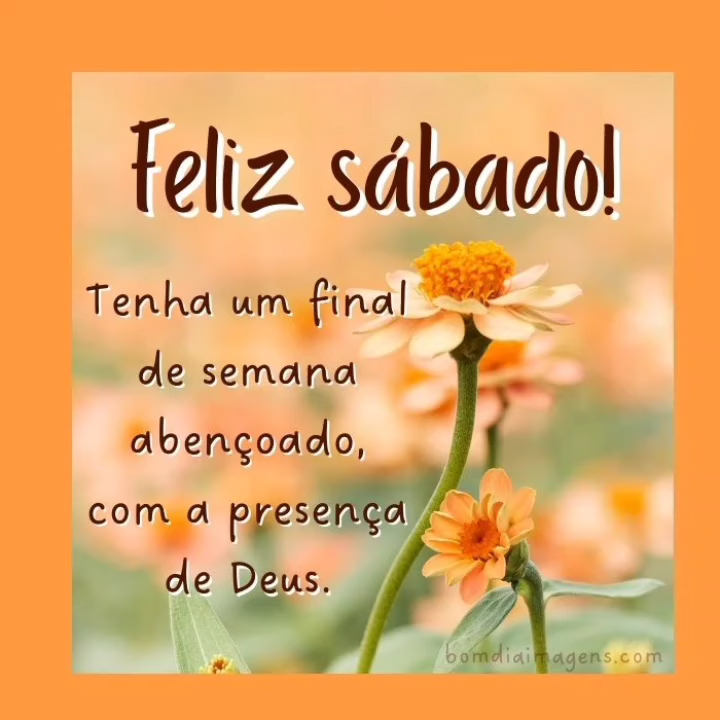 Feliz sábado!
Tenha um final
de semana
abençoado,
com a presença
de Deus.
bomdiaimagens.com